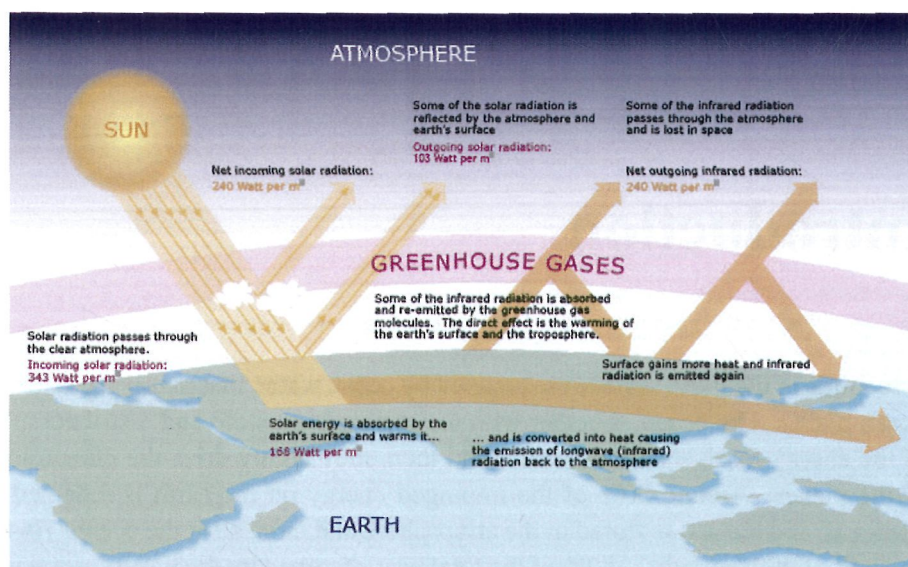 ATMOSPHERE
SUN
Some of the solar radiation is
reflected by the atmosphere and
earth's surface
Outgoing solar radiation:
103 Watt per m
Some of the infrared radiation
passes through the atmosphere
and is lost in space
Net incoming solar radiation:
240 Watt per m
Net outgoing infrared radiation:
240 Watt per m
GREENHOUSE GASES
Some of the infrared radiation is absorbed
and re-emitted by the greenhouse gas
molecules. The direct effect is the warming of
the earth's surface and the troposphere.
Solar radiation passes through
the clear atmosphere.
Incoming solar radiation:
343 Watt per m
Surface gains more heat and infrared
radiation is emitted again
Solar energy is absorbed by the
earth's surface and warms it...
168 Watt per m
... and is converted into heat causing
the emission of longwave (infrared)
radiation back to the atmosphere
EARTH